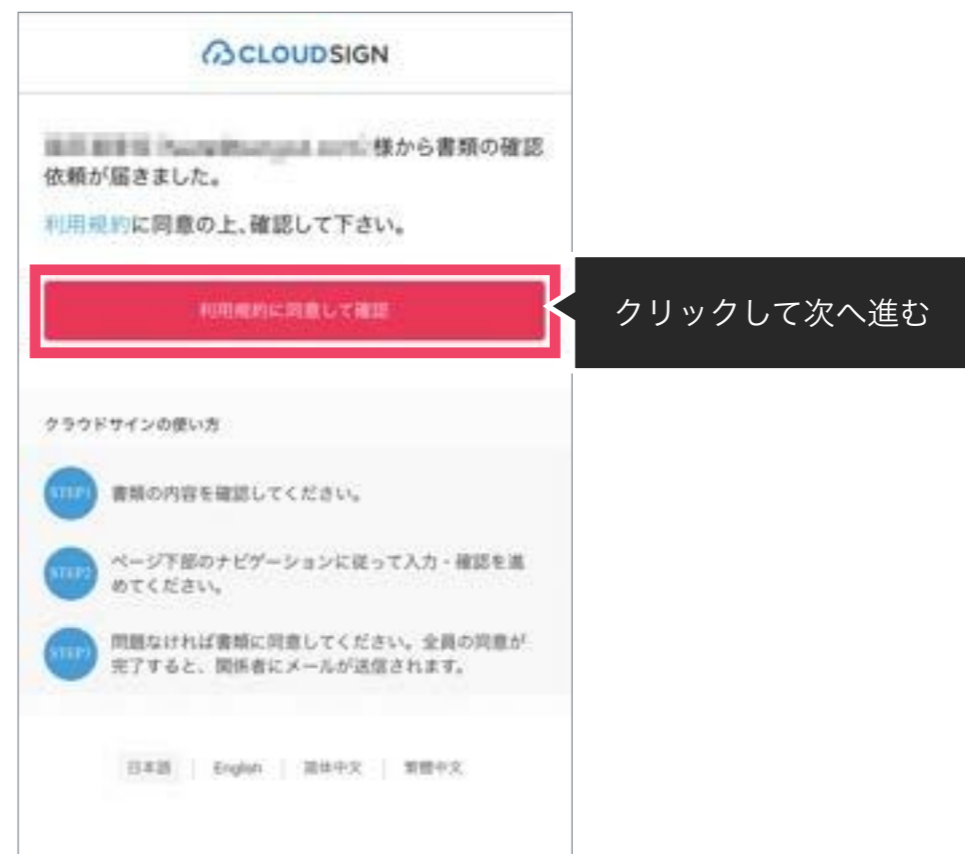 CLOUDSIGN
様から書類の確認
依頼が届きました。
利用規約に同意の上、確認して下さい。
利用規約に同意して確認
クリックして次へ進む
クラウドサインの使い方
STEP1 書類の内容を確認してください。
STEP2 ページ下部のナビゲーションに従って入力・確認を進
めてください。
STEP3 問題なければ書類に同意してください。全員の同意が
完了すると、関係者にメールが送信されます。
日本語 | English | 简体中文 | 繁體中文